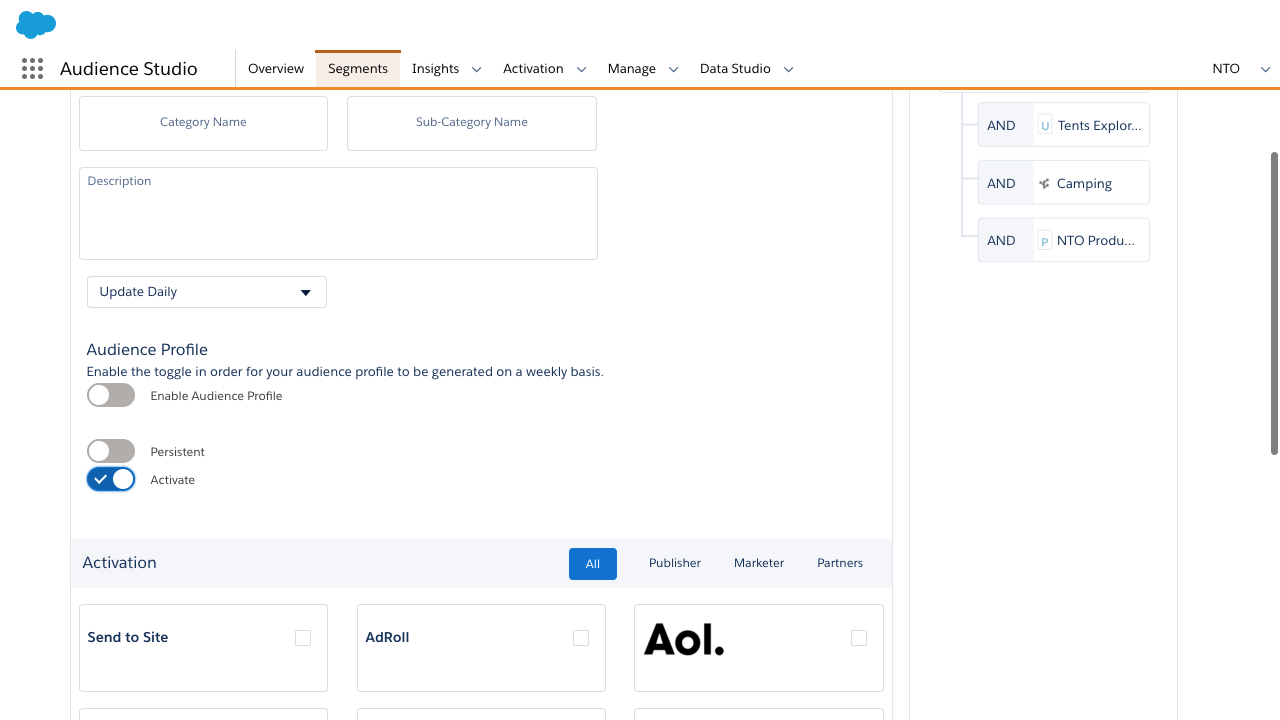 Audience Studio
Overview
Segments
Insights
Activation
Manage
Data Studio
NTO
Category Name
Sub-Category Name
Description
Update Daily
Audience Profile
Enable the toggle in order for your audience profile to be generated on a weekly basis.
Enable Audience Profile
Persistent
Activate
Activation
All
Publisher
Marketer
Partners
Send to Site
AdRoll
Aol.
AND
U
Tents Explor...
AND
Camping
AND
P
NTO Produ...